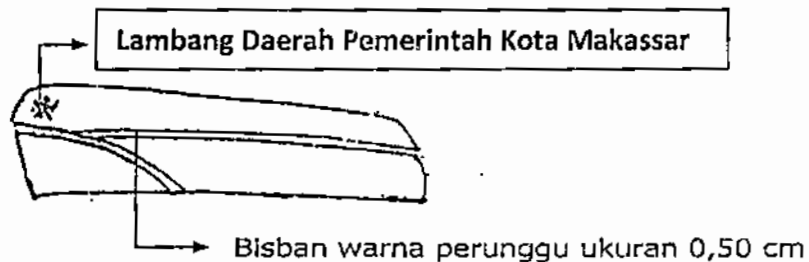 Lambang Daerah Pemerintah Kota Makassar
Bisban warna perunggu ukuran 0,50 cm